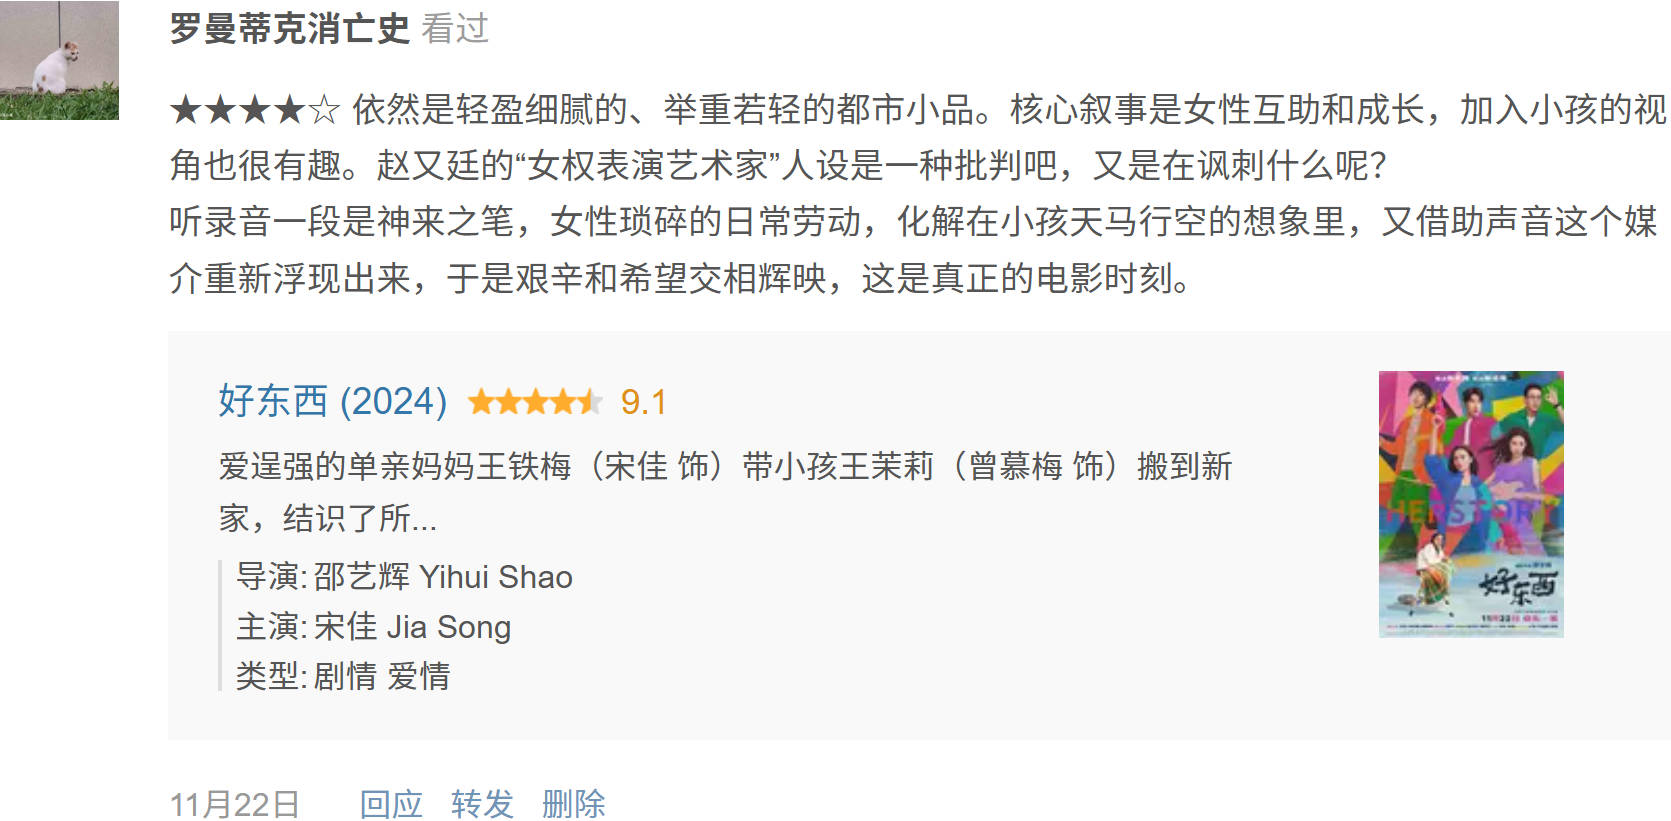 罗曼蒂克消亡史 看过
★★★★☆ 依然是轻盈细腻的、举重若轻的都市小品。核心叙事是女性互助和成长，加入小孩的视
角也很有趣。赵又廷的“女权表演艺术家”人设是一种批判吧，又是在讽刺什么呢？
听录音一段是神来之笔，女性琐碎的日常劳动，化解在小孩天马行空的想象里，又借助声音这个媒
介重新浮现出来，于是艰辛和希望交相辉映，这是真正的电影时刻。
好东西 (2024) 9.1
爱逞强的单亲妈妈王铁梅（宋佳 饰）带小孩王茉莉（曾慕梅 饰）搬到新
家，结识了所...
导演: 邵艺辉 Yihui Shao
主演: 宋佳 Jia Song
类型: 剧情 爱情
HERSTORY
好东西
11月22日 回应 转发 删除